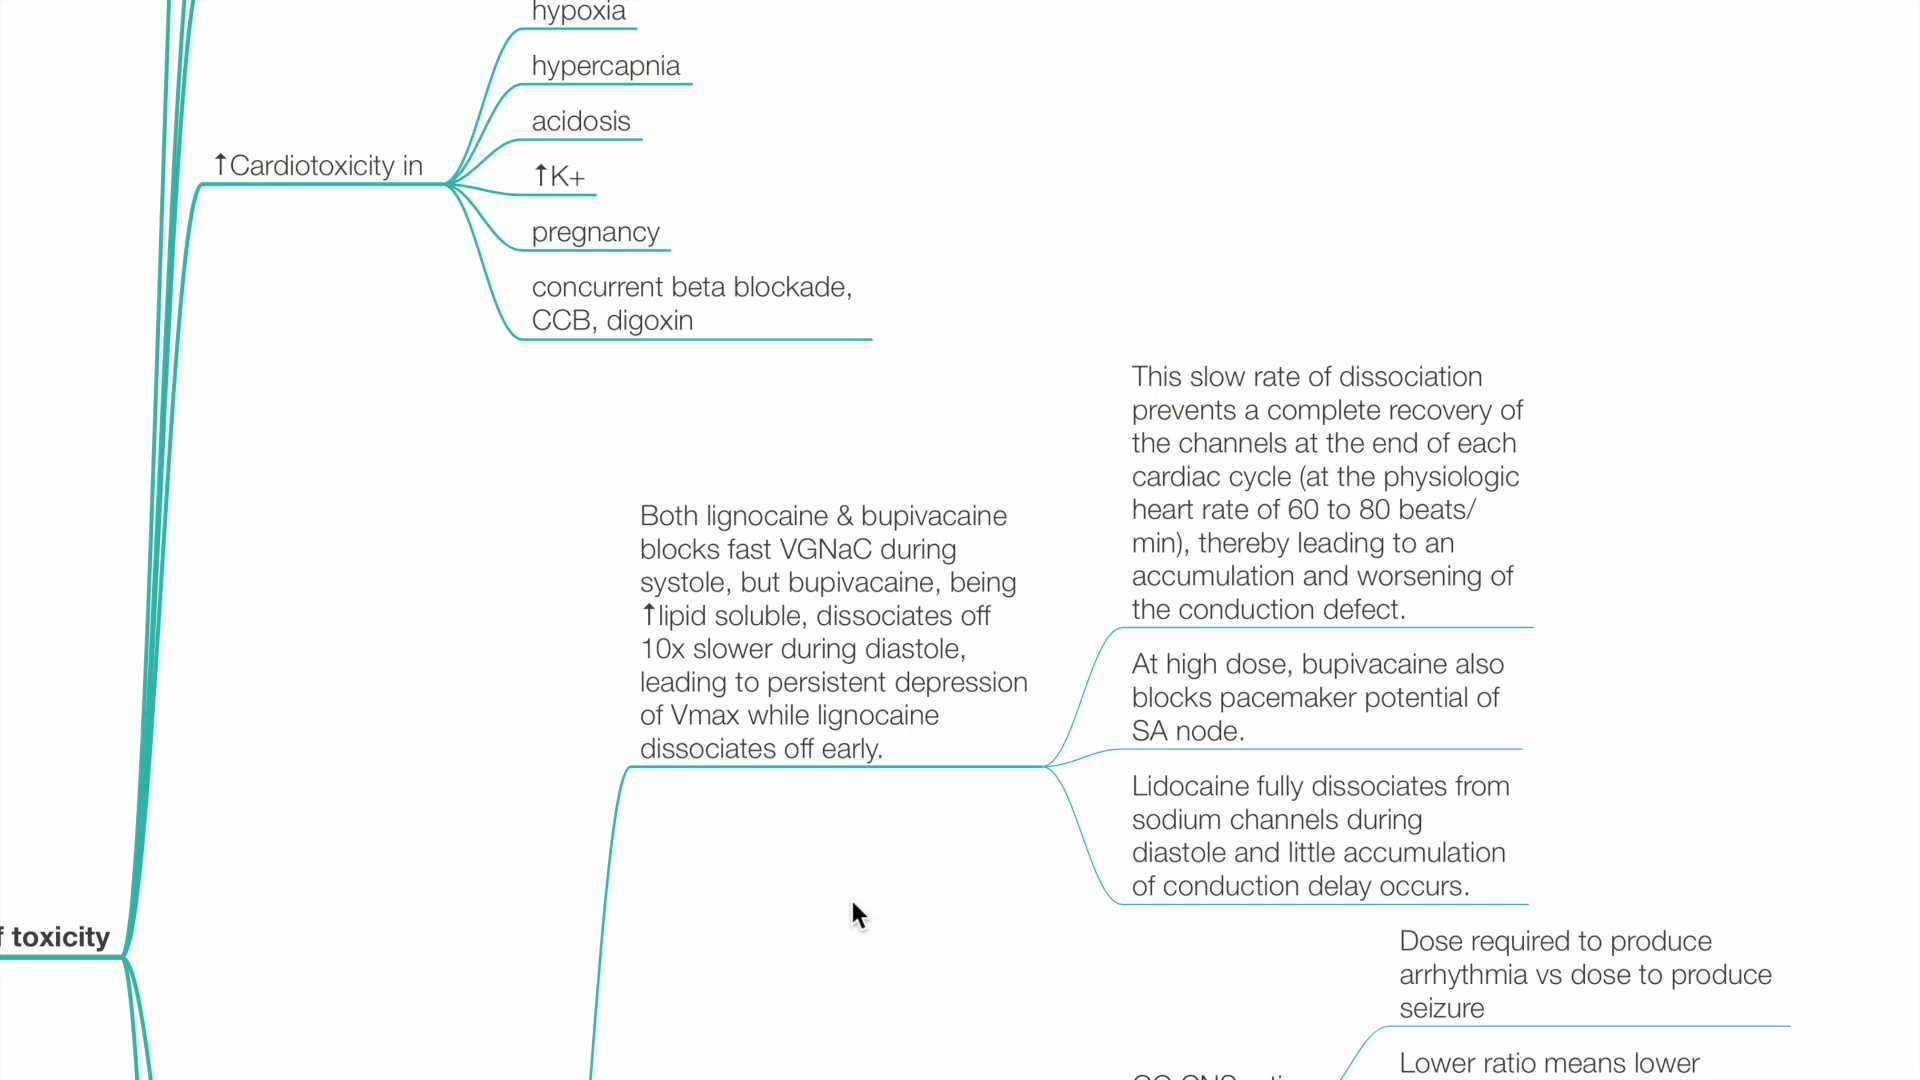 hypoxia
hypercapnia
acidosis
↑Cardiotoxicity in
↑K+
pregnancy
concurrent beta blockade,
CCB, digoxin
This slow rate of dissociation
prevents a complete recovery of
the channels at the end of each
cardiac cycle (at the physiologic
heart rate of 60 to 80 beats/
min), thereby leading to an
accumulation and worsening of
the conduction defect.
Both lignocaine & bupivacaine
blocks fast VGNaC during
systole, but bupivacaine, being
↑lipid soluble, dissociates off
10x slower during diastole,
leading to persistent depression
of Vmax while lignocaine
dissociates off early.
At high dose, bupivacaine also
blocks pacemaker potential of
SA node.
Lidocaine fully dissociates from
sodium channels during
diastole and little accumulation
of conduction delay occurs.
f toxicity
Dose required to produce
arrhythmia vs dose to produce
seizure
Lower ratio means lower